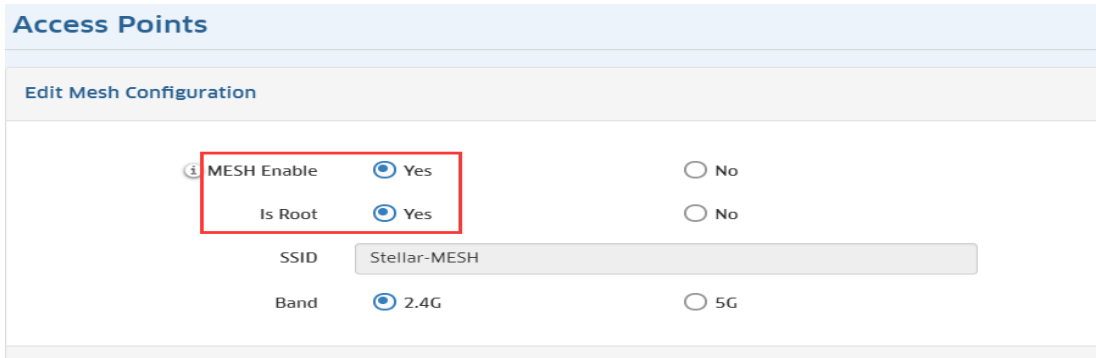 Access Points
Edit Mesh Configuration
MESH Enable Yes No
Is Root Yes No
SSID Stellar-MESH
Band 2.4G 5G